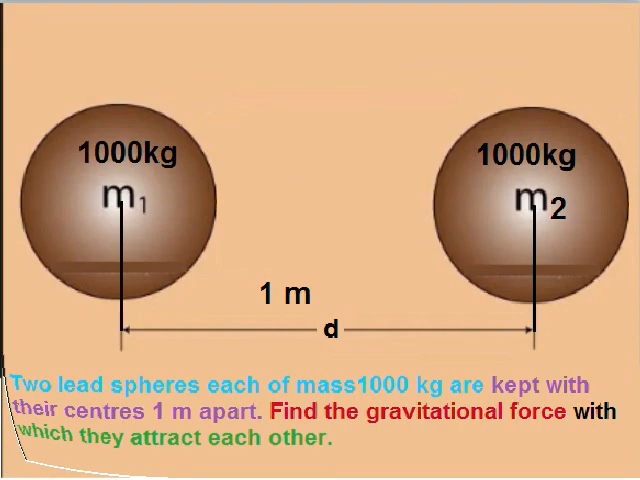 1000kg
1000kg
m1
m2
1 m
d
Two lead spheres each of mass1000 kg are kept with
their centres 1 m apart. Find the gravitational force with
which they attract each other.